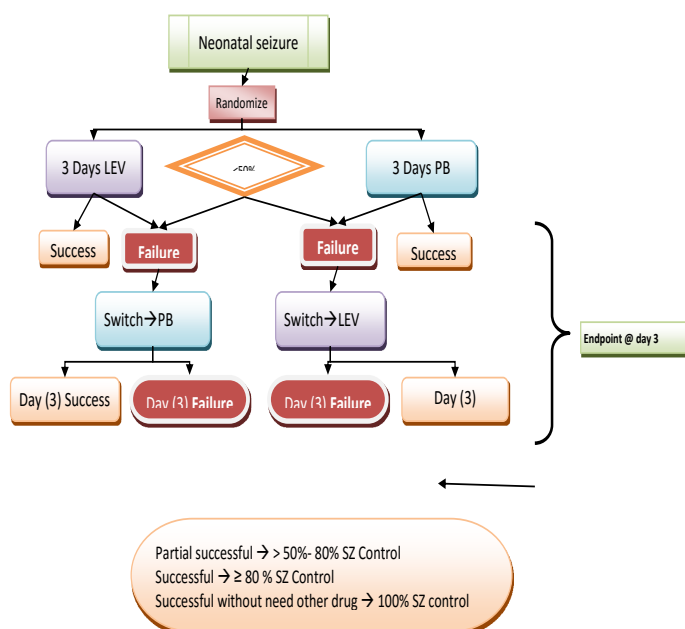 Neonatal seizure
Randomize
3 Days LEV
3 Days PB
Success
Failure
Failure
Success
Switch→PB
Switch→LEV
Endpoint @ day 3
Day (3) Success
Day (3) Failure
Day (3) Failure
Day (3)
Partial successful → > 50%- 80% SZ Control
Successful → ≥ 80 % SZ Control
Successful without need other drug → 100% SZ control